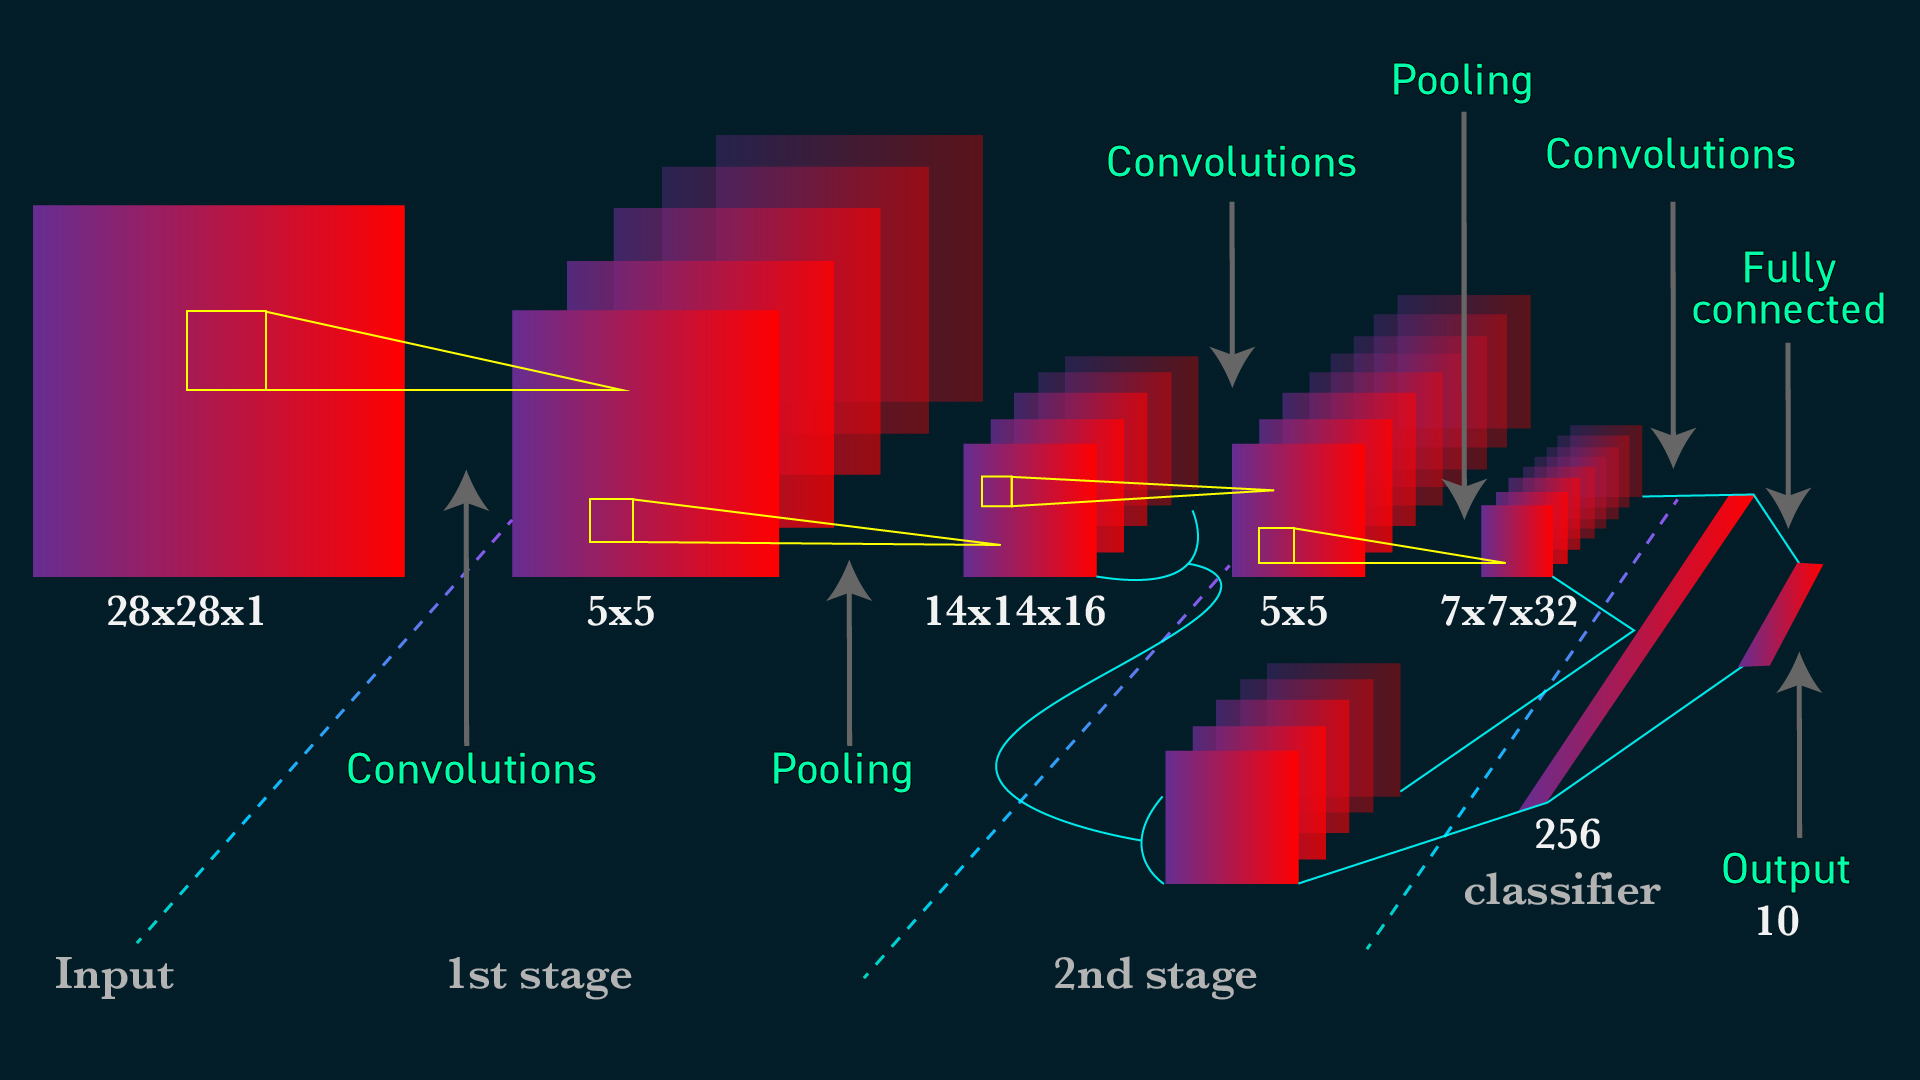 Pooling
Convolutions
Convolutions
Fully
connected
28x28x1
5x5
14x14x16
5x5
7x7x32
Convolutions
Pooling
256
classifier
Output
10
Input
1st stage
2nd stage